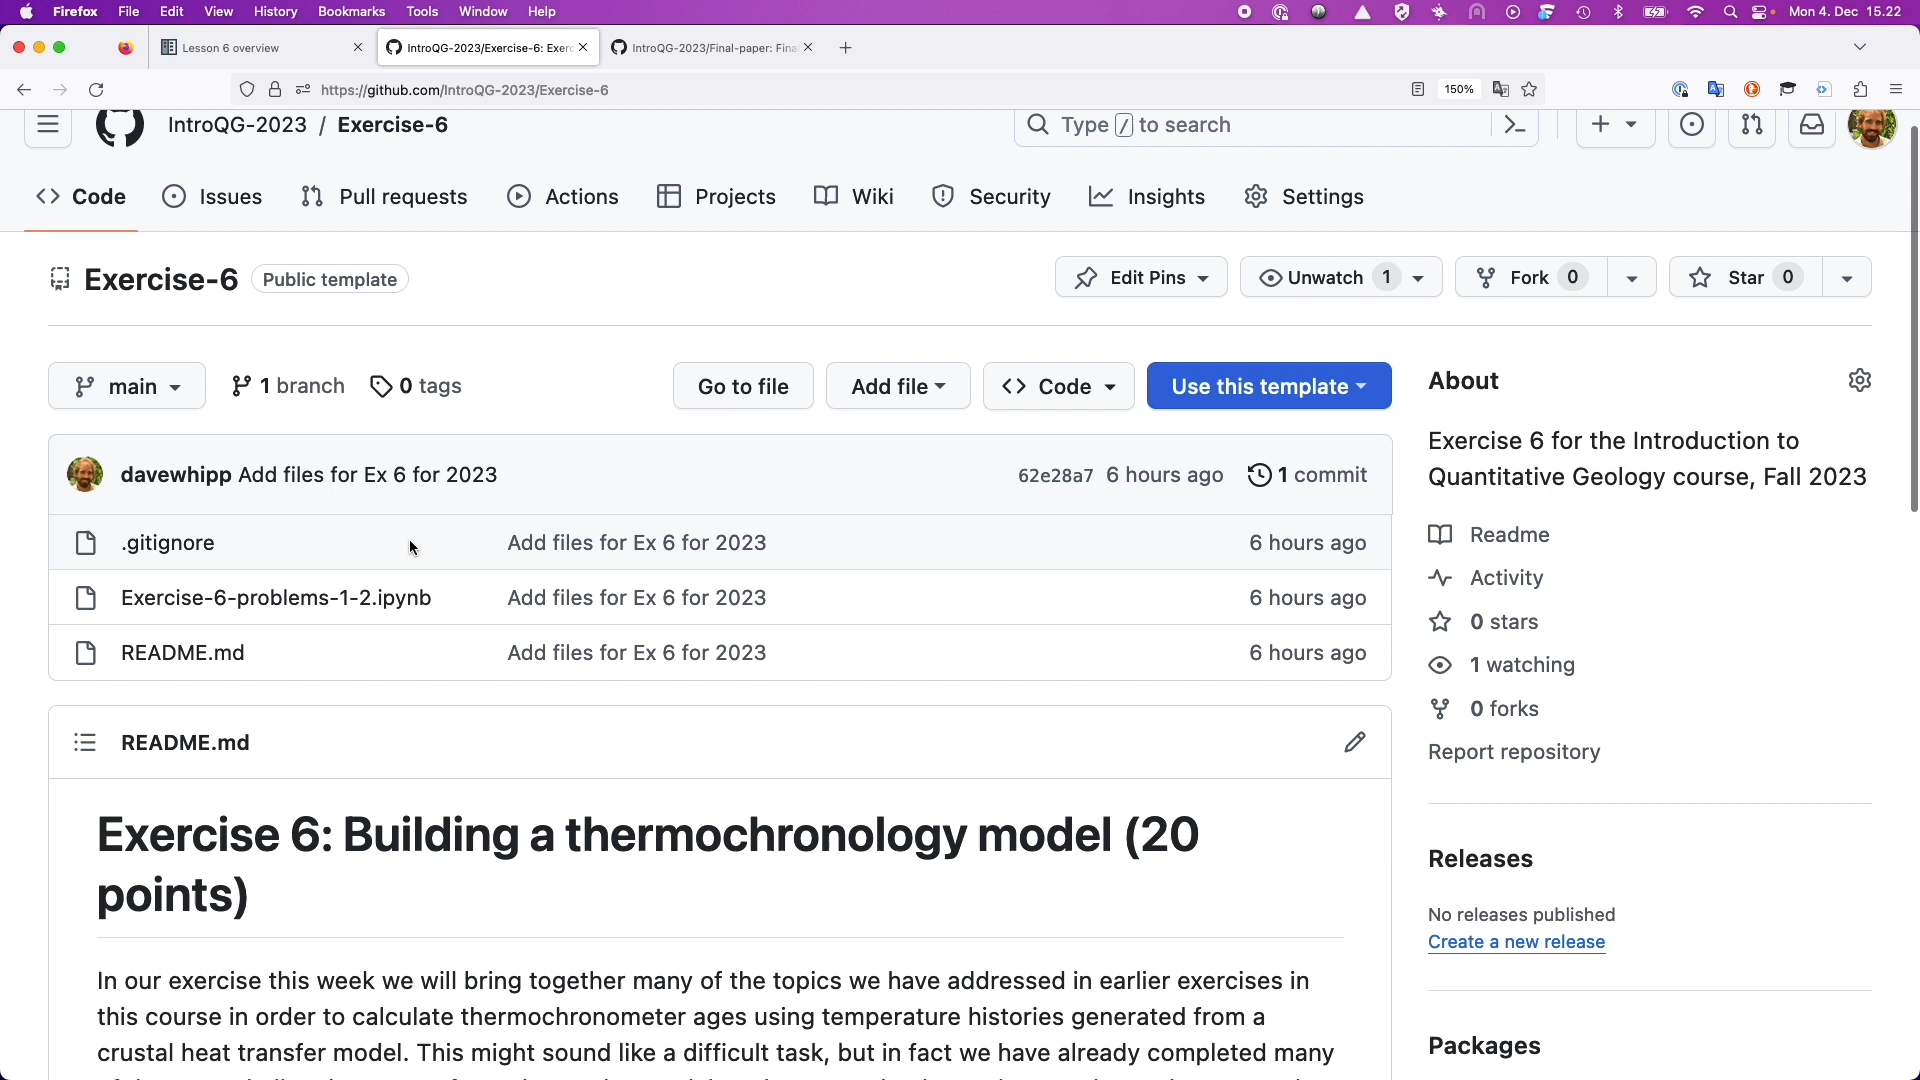 Firefox File Edit View History Bookmarks Tools Window Help Mon 4. Dec 15.22
Lesson 6 overview IntroQG-2023/Exercise-6: Exerc IntroQG-2023/Final-paper: Fina
https://github.com/IntroQG-2023/Exercise-6 150%
IntroQG-2023 / Exercise-6 Type / to search
Code Issues Pull requests Actions Projects Wiki Security Insights Settings
Exercise-6 Public template Edit Pins Unwatch 1 Fork 0 Star 0
main 1 branch 0 tags Go to file Add file Code Use this template
davewhipp Add files for Ex 6 for 2023 62e28a7 6 hours ago 1 commit
.gitignore Add files for Ex 6 for 2023 6 hours ago
Exercise-6-problems-1-2.ipynb Add files for Ex 6 for 2023 6 hours ago
README.md Add files for Ex 6 for 2023 6 hours ago
README.md
Exercise 6: Building a thermochronology model (20
points)
In our exercise this week we will bring together many of the topics we have addressed in earlier exercises in
this course in order to calculate thermochronometer ages using temperature histories generated from a
crustal heat transfer model. This might sound like a difficult task, but in fact we have already completed many
About
Exercise 6 for the Introduction to
Quantitative Geology course, Fall 2023
Readme
Activity
0 stars
1 watching
0 forks
Report repository
Releases
No releases published
Create a new release
Packages